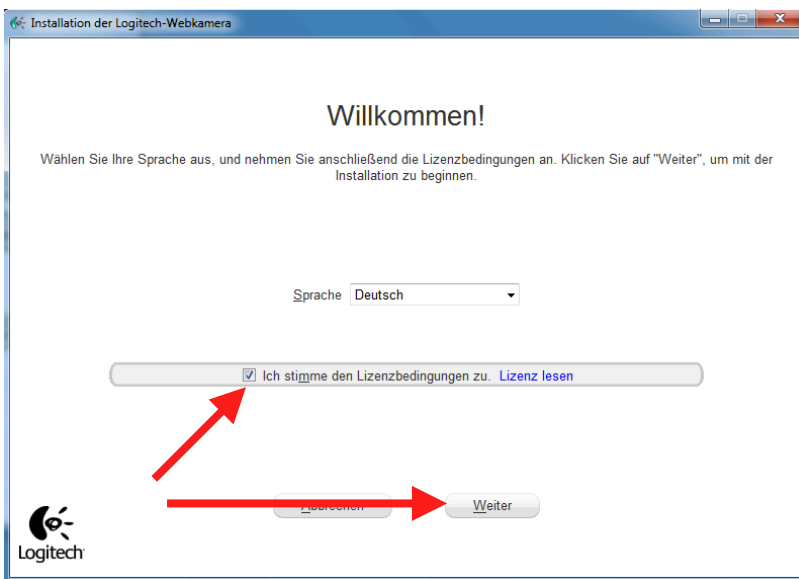 Installation der Logitech-Webkamera
Willkommen!
Wählen Sie Ihre Sprache aus, und nehmen Sie anschließend die Lizenzbedingungen an. Klicken Sie auf "Weiter", um mit der
Installation zu beginnen.
Sprache Deutsch
Ich stimme den Lizenzbedingungen zu. Lizenz lesen
Abbrechen Weiter
Logitech